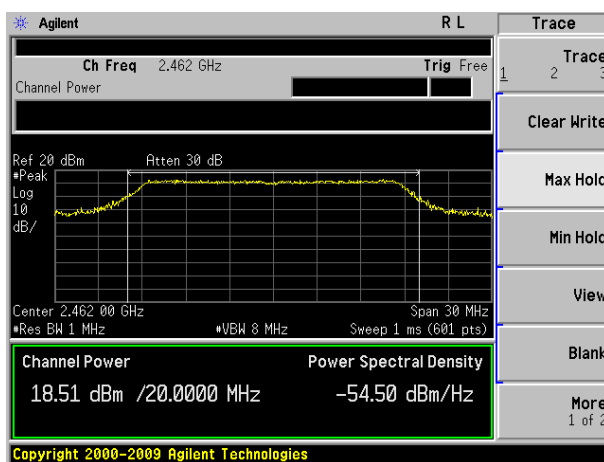 Agilent R L Trace
Ch Freq 2.462 GHz Trig Free
Channel Power
Trace
1 2 3
Clear Write
Ref 20 dBm Atten 30 dB
#Peak
Log
10
dB/
Max Hold
Min Hold
View
Center 2.462 00 GHz Span 30 MHz
#Res BW 1 MHz #VBW 8 MHz Sweep 1 ms (601 pts)
Blank
Channel Power Power Spectral Density
18.51 dBm /20.0000 MHz -54.50 dBm/Hz
More
1 of 2
Copyright 2000-2009 Agilent Technologies